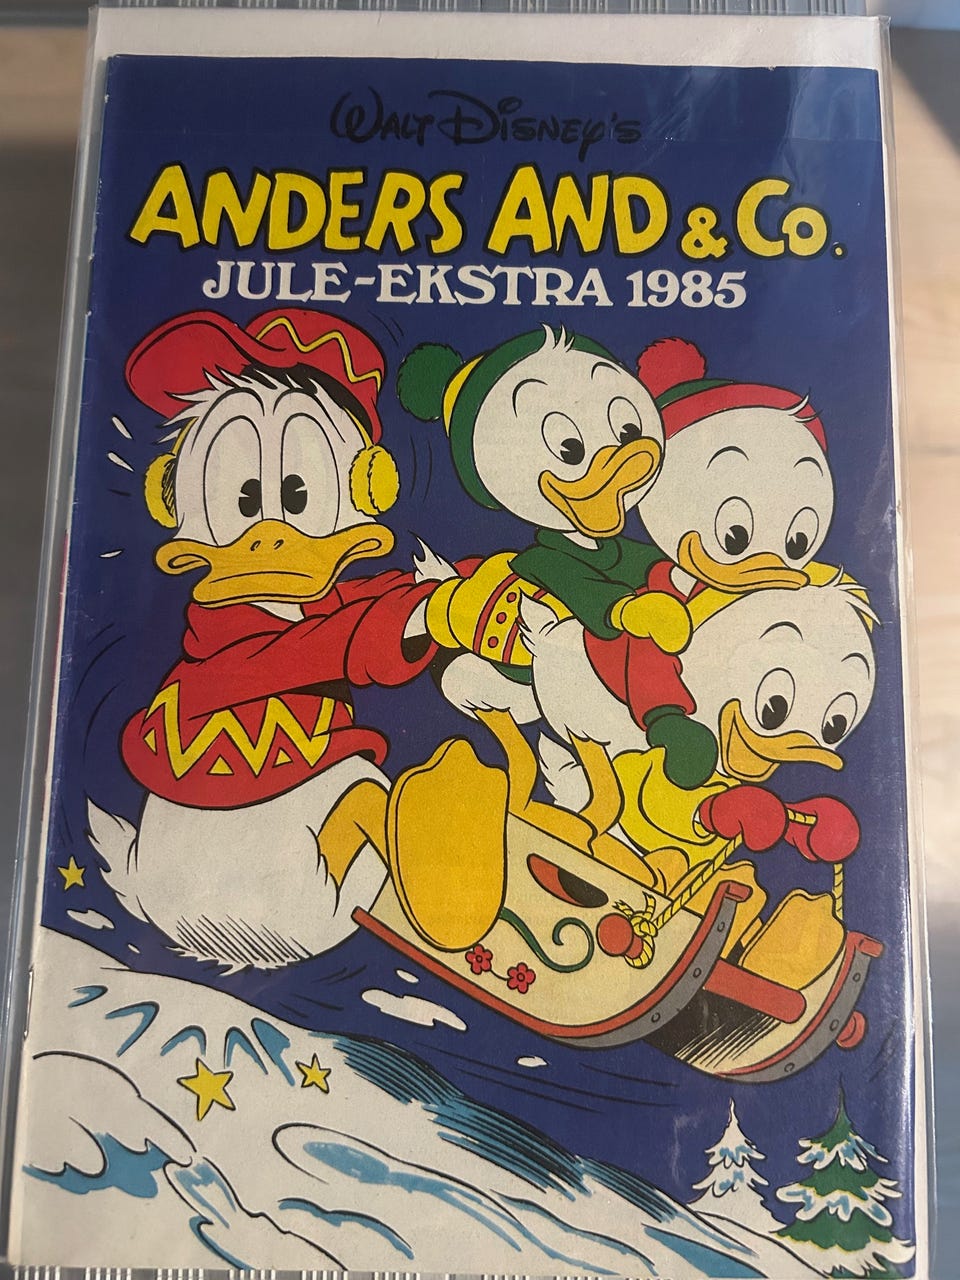 Walt Disney's
ANDERS AND & Co.
JULE-EKSTRA 1985